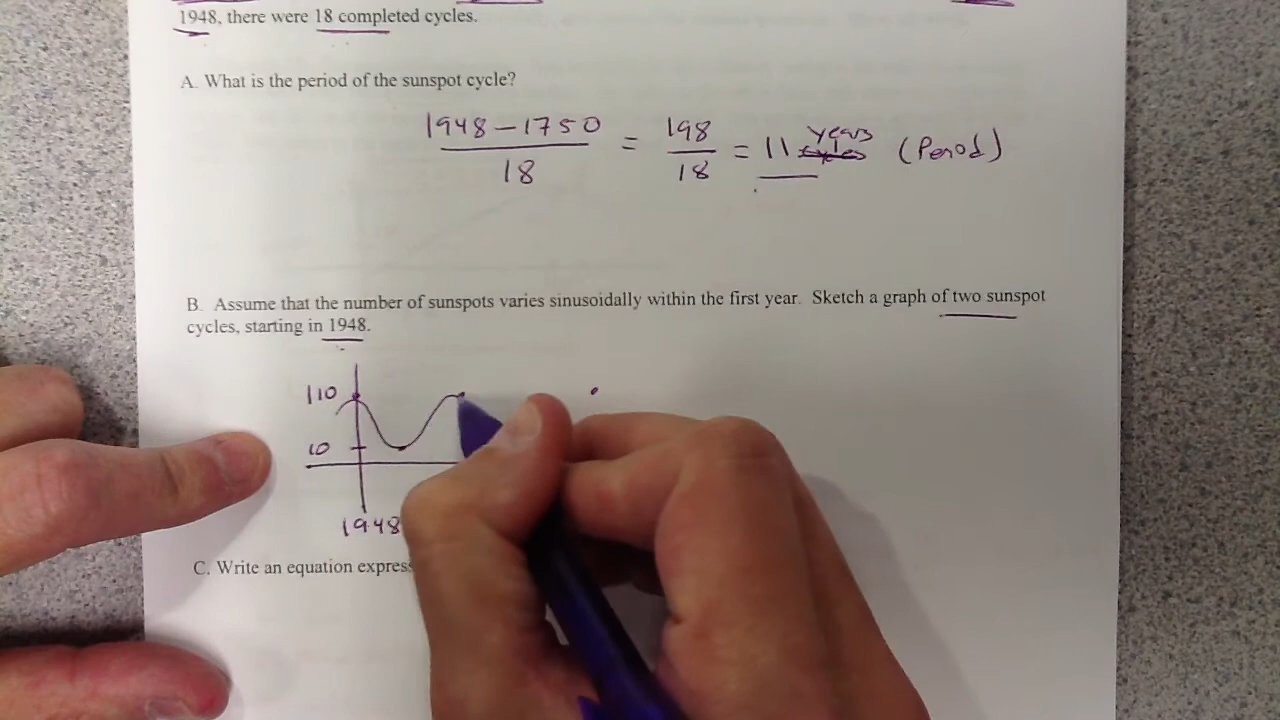 1948, there were 18 completed cycles.
A. What is the period of the sunspot cycle?
1948 - 1750 / 18 = 198 / 18 = 11 years (Period)
B. Assume that the number of sunspots varies sinusoidally within the first year. Sketch a graph of two sunspot
cycles, starting in 1948.
110
10
1948
C. Write an equation express